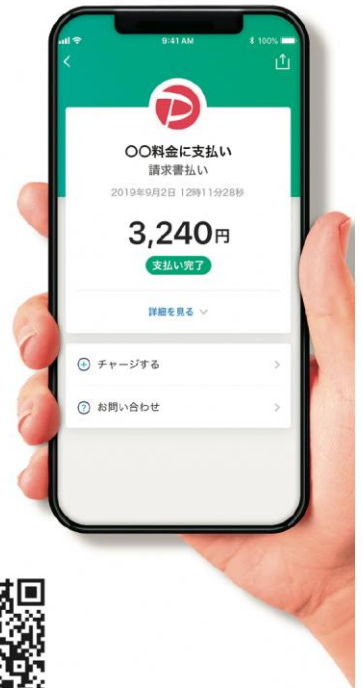 9:41 AM
100%
〇〇料金に支払い
請求書払い
2019年9月2日 12時11分28秒
3,240円
支払い完了
詳細を見る
チャージする
お問い合わせ